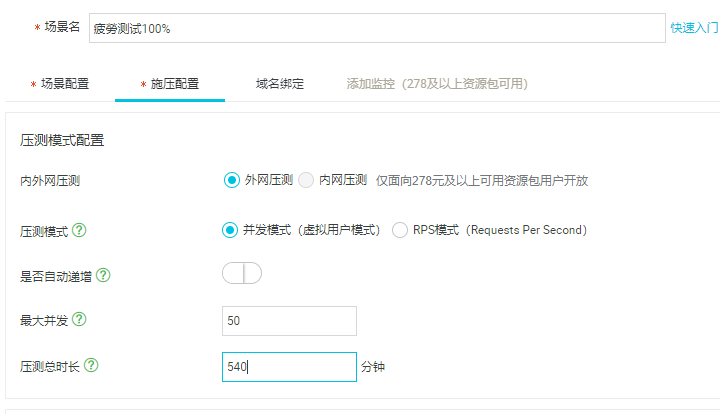 * 场景名 疲劳测试100% 快速入门
* 场景配置 * 施压配置 域名绑定 添加监控（278及以上资源包可用）
压测模式配置
内外网压测 外网压测 内网压测 仅面向278元及以上可用资源包用户开放
压测模式 ? 并发模式（虚拟用户模式） RPS模式（Requests Per Second）
是否自动递增 ?
最大并发 ? 50
压测总时长 ? 540 分钟